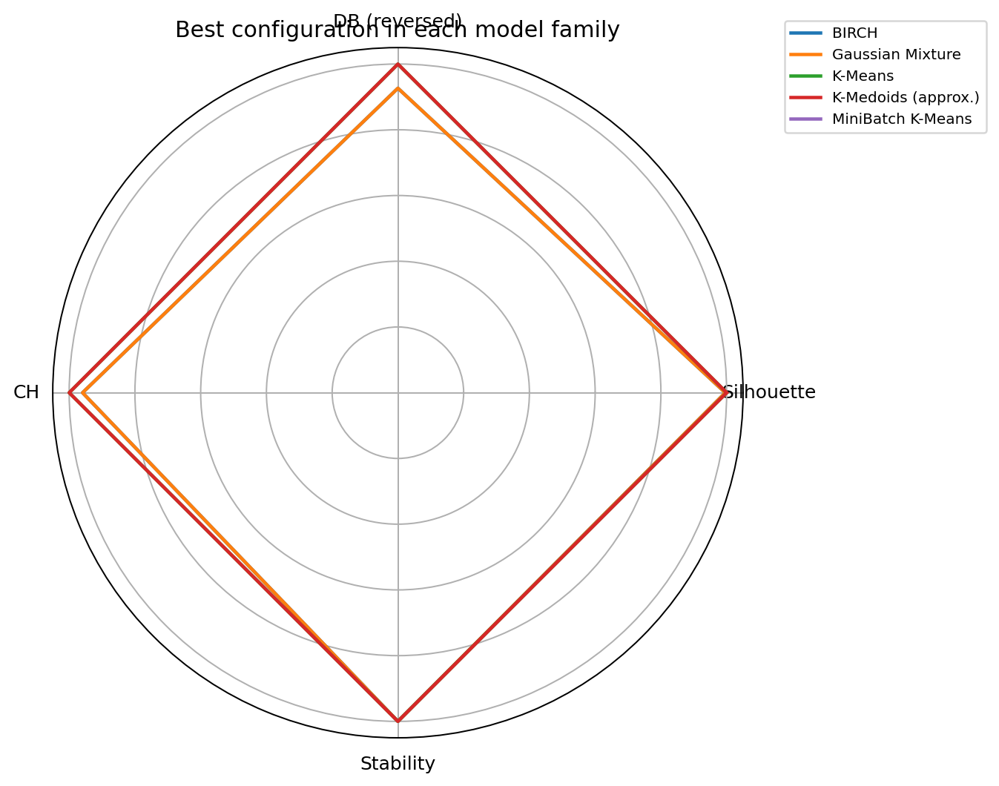 DB (reversed)
Best configuration in each model family
BIRCH
Gaussian Mixture
K-Means
K-Medoids (approx.)
MiniBatch K-Means
CH
Silhouette
Stability